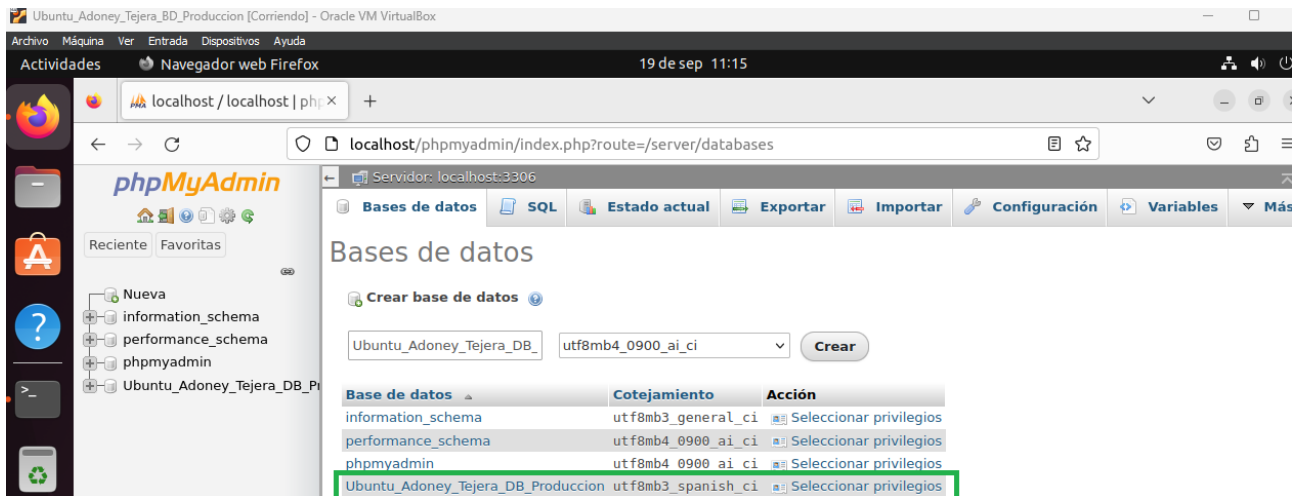 Ubuntu_Adoney_Tejera_BD_Produccion [Corriendo] - Oracle VM VirtualBox
Archivo Máquina Ver Entrada Dispositivos Ayuda
Actividades Navegador web Firefox 19 de sep 11:15
localhost / localhost | php
localhost/phpmyadmin/index.php?route=/server/databases
phpMyAdmin
Reciente Favoritas
Nueva
information_schema
performance_schema
phpmyadmin
Ubuntu_Adoney_Tejera_DB_Pr
Servidor: localhost:3306
Bases de datos SQL Estado actual Exportar Importar Configuración Variables Más
Bases de datos
Crear base de datos
Ubuntu_Adoney_Tejera_DB_ utf8mb4_0900_ai_ci Crear
Base de datos Cotejamiento Acción
information_schema utf8mb3_general_ci Seleccionar privilegios
performance_schema utf8mb4_0900_ai_ci Seleccionar privilegios
phpmyadmin utf8mb4_0900_ai_ci Seleccionar privilegios
Ubuntu_Adoney_Tejera_DB_Produccion utf8mb3_spanish_ci Seleccionar privilegios